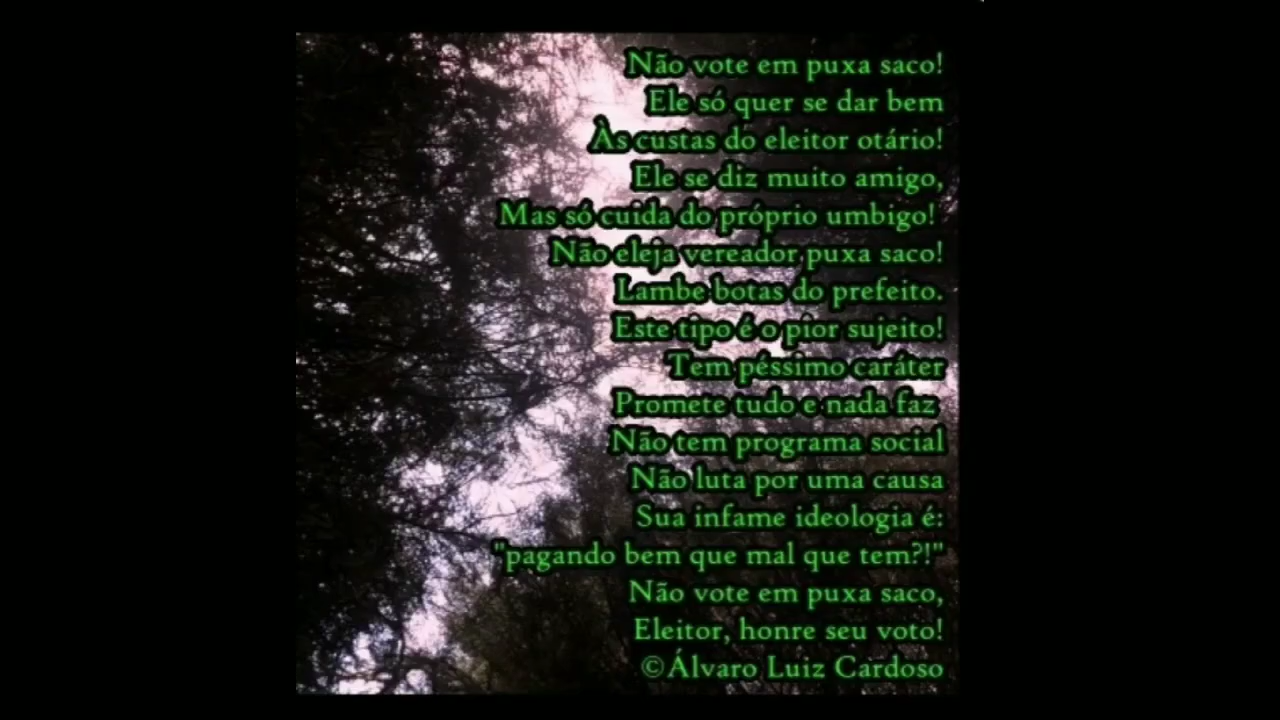 Não vote em puxa saco!
Ele só quer se dar bem
Às custas do eleitor otário!
Ele se diz muito amigo,
Mas só cuida do próprio umbigo!
Não eleja vereador puxa saco!
Lambe botas do prefeito.
Este tipo é o pior sujeito!
Tem péssimo caráter
Promete tudo e nada faz
Não tem programa social
Não luta por uma causa
Sua infame ideologia é:
"pagando bem que mal que tem?!"
Não vote em puxa saco,
Eleitor, honre seu voto!
©Álvaro Luiz Cardoso